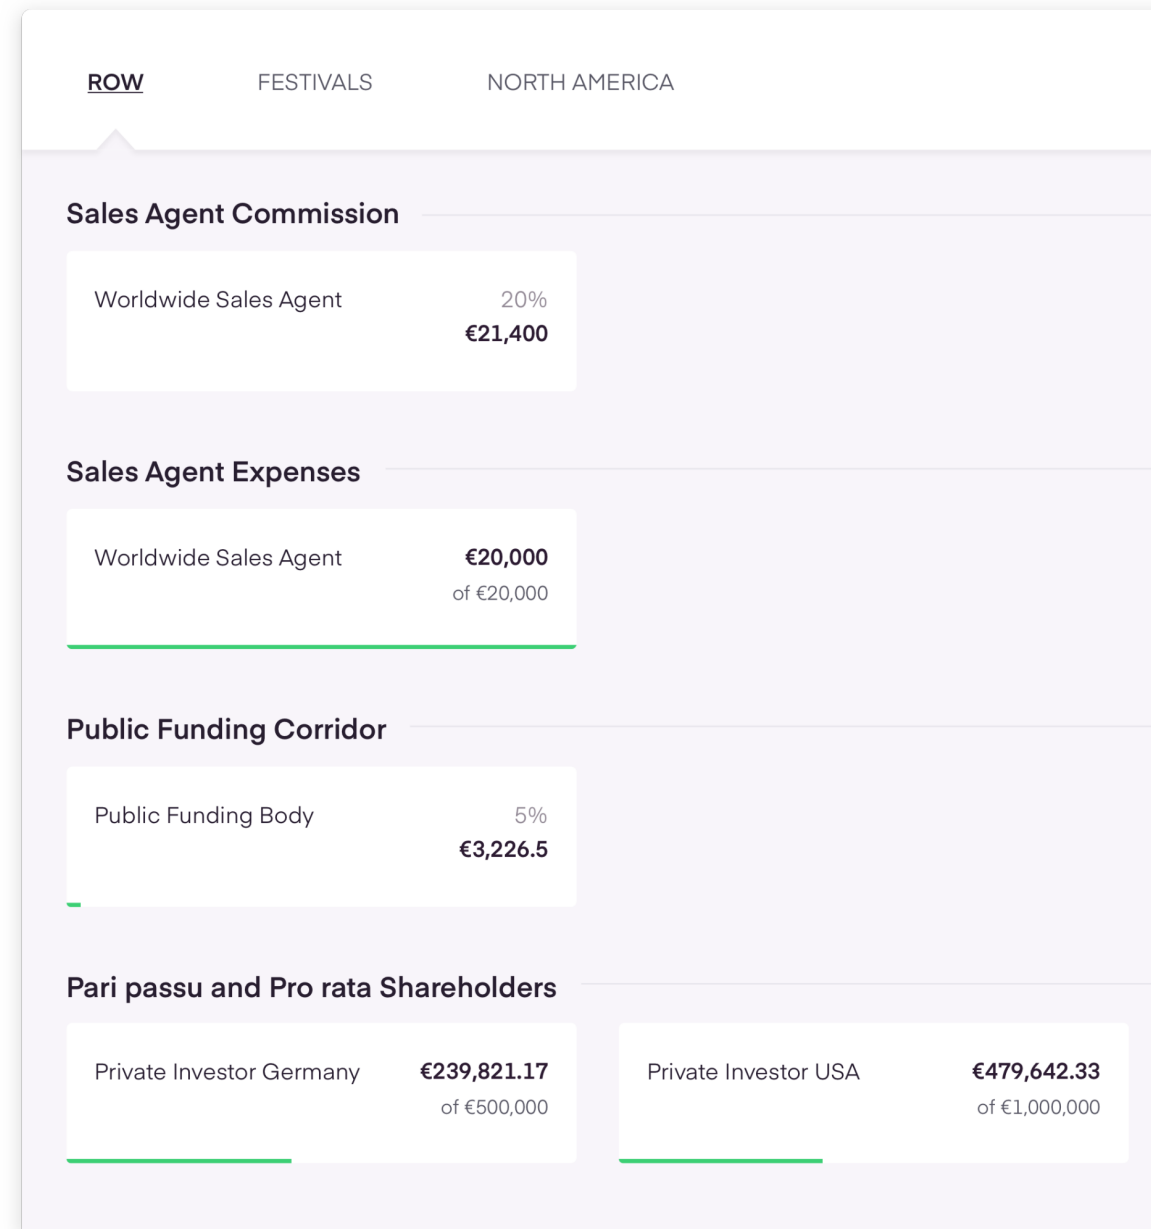 ROW FESTIVALS NORTH AMERICA
Sales Agent Commission
Worldwide Sales Agent 20%
€21,400
Sales Agent Expenses
Worldwide Sales Agent €20,000
of €20,000
Public Funding Corridor
Public Funding Body 5%
€3,226.5
Pari passu and Pro rata Shareholders
Private Investor Germany €239,821.17
of €500,000
Private Investor USA €479,642.33
of €1,000,000